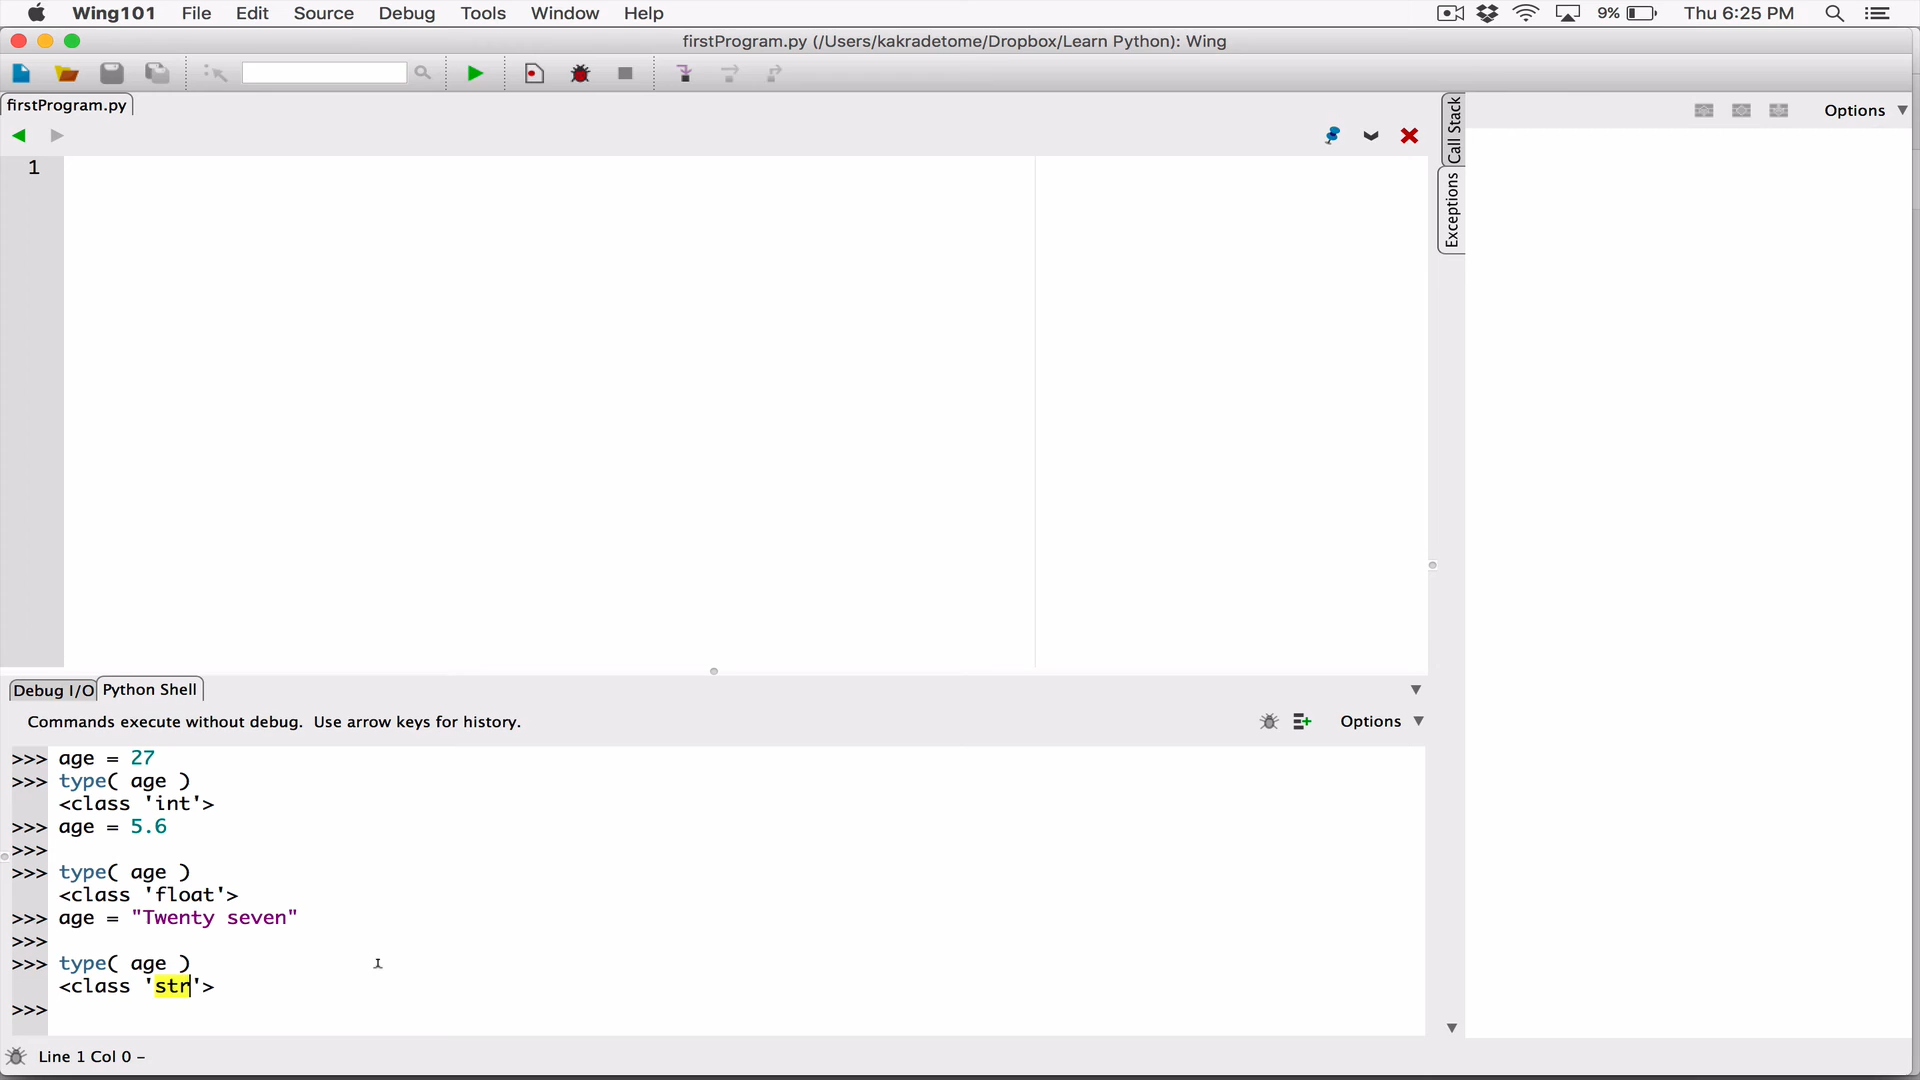 Wing101 File Edit Source Debug Tools Window Help 9% Thu 6:25 PM
firstProgram.py (/Users/kakradetome/Dropbox/Learn Python): Wing
firstProgram.py
Options
Call Stack
Exceptions
1
Debug I/O Python Shell
Commands execute without debug. Use arrow keys for history.
Options
>>> age = 27
>>> type( age )
<class 'int'>
>>> age = 5.6
>>>
>>> type( age )
<class 'float'>
>>> age = "Twenty seven"
>>>
>>> type( age )
<class 'str'>
>>>
Line 1 Col 0 -